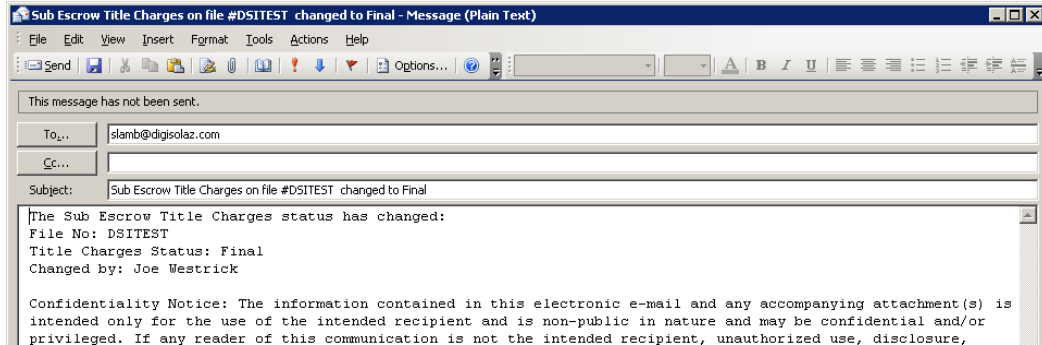 Sub Escrow Title Charges on file #DSITEST  changed to Final - Message (Plain Text)
File Edit View Insert Format Tools Actions Help
Send Options...
A B I U
This message has not been sent.
To... slamb@digisolaz.com
Cc...
Subject: Sub Escrow Title Charges on file #DSITEST  changed to Final
The Sub Escrow Title Charges status has changed:
File No: DSITEST
Title Charges Status: Final
Changed by: Joe Westrick
Confidentiality Notice: The information contained in this electronic e-mail and any accompanying attachment(s) is
intended only for the use of the intended recipient and is non-public in nature and may be confidential and/or
privileged. If any reader of this communication is not the intended recipient, unauthorized use, disclosure,